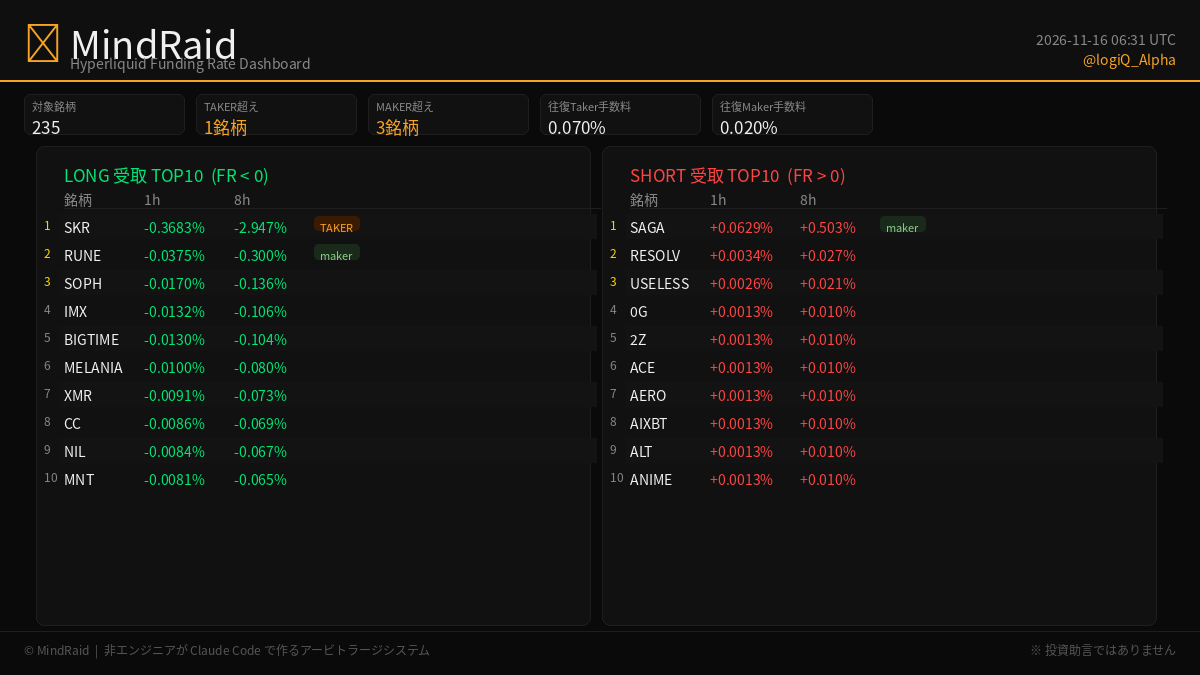 MindRaid
Hyperliquid Funding Rate Dashboard
2026-11-16 06:31 UTC
@logiQ_Alpha
対象銘柄
235
TAKER超え
1銘柄
MAKER超え
3銘柄
往復Taker手数料
0.070%
往復Maker手数料
0.020%
LONG 受取 TOP10 (FR < 0)
銘柄 1h 8h
1 SKR -0.3683% -2.947% TAKER
2 RUNE -0.0375% -0.300% maker
3 SOPH -0.0170% -0.136%
4 IMX -0.0132% -0.106%
5 BIGTIME -0.0130% -0.104%
6 MELANIA -0.0100% -0.080%
7 XMR -0.0091% -0.073%
8 CC -0.0086% -0.069%
9 NIL -0.0084% -0.067%
10 MNT -0.0081% -0.065%
SHORT 受取 TOP10 (FR > 0)
銘柄 1h 8h
1 SAGA +0.0629% +0.503% maker
2 RESOLV +0.0034% +0.027%
3 USELESS +0.0026% +0.021%
4 0G +0.0013% +0.010%
5 2Z +0.0013% +0.010%
6 ACE +0.0013% +0.010%
7 AERO +0.0013% +0.010%
8 AIXBT +0.0013% +0.010%
9 ALT +0.0013% +0.010%
10 ANIME +0.0013% +0.010%
© MindRaid | 非エンジニアが Claude Code で作るアービトラージシステム
※ 投資助言ではありません